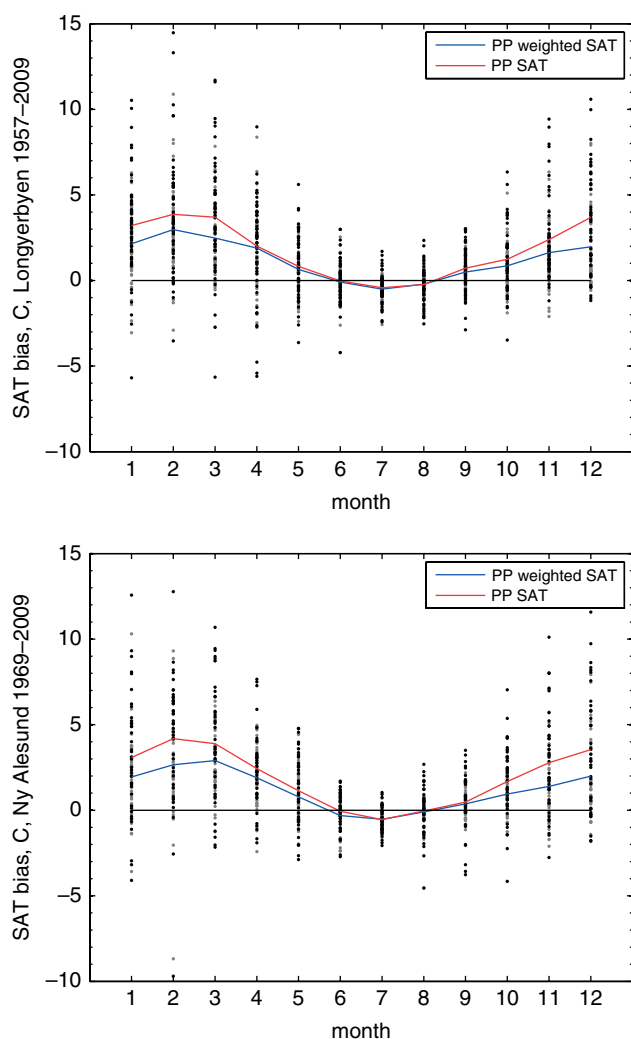 SAT bias, C, Longyerbyen 1957–2009
15
10
5
0
–5
–10
PP weighted SAT
PP SAT
1 2 3 4 5 6 7 8 9 10 11 12
month
SAT bias, C, Ny Alesund 1969–2009
15
10
5
0
–5
–10
PP weighted SAT
PP SAT
1 2 3 4 5 6 7 8 9 10 11 12
month